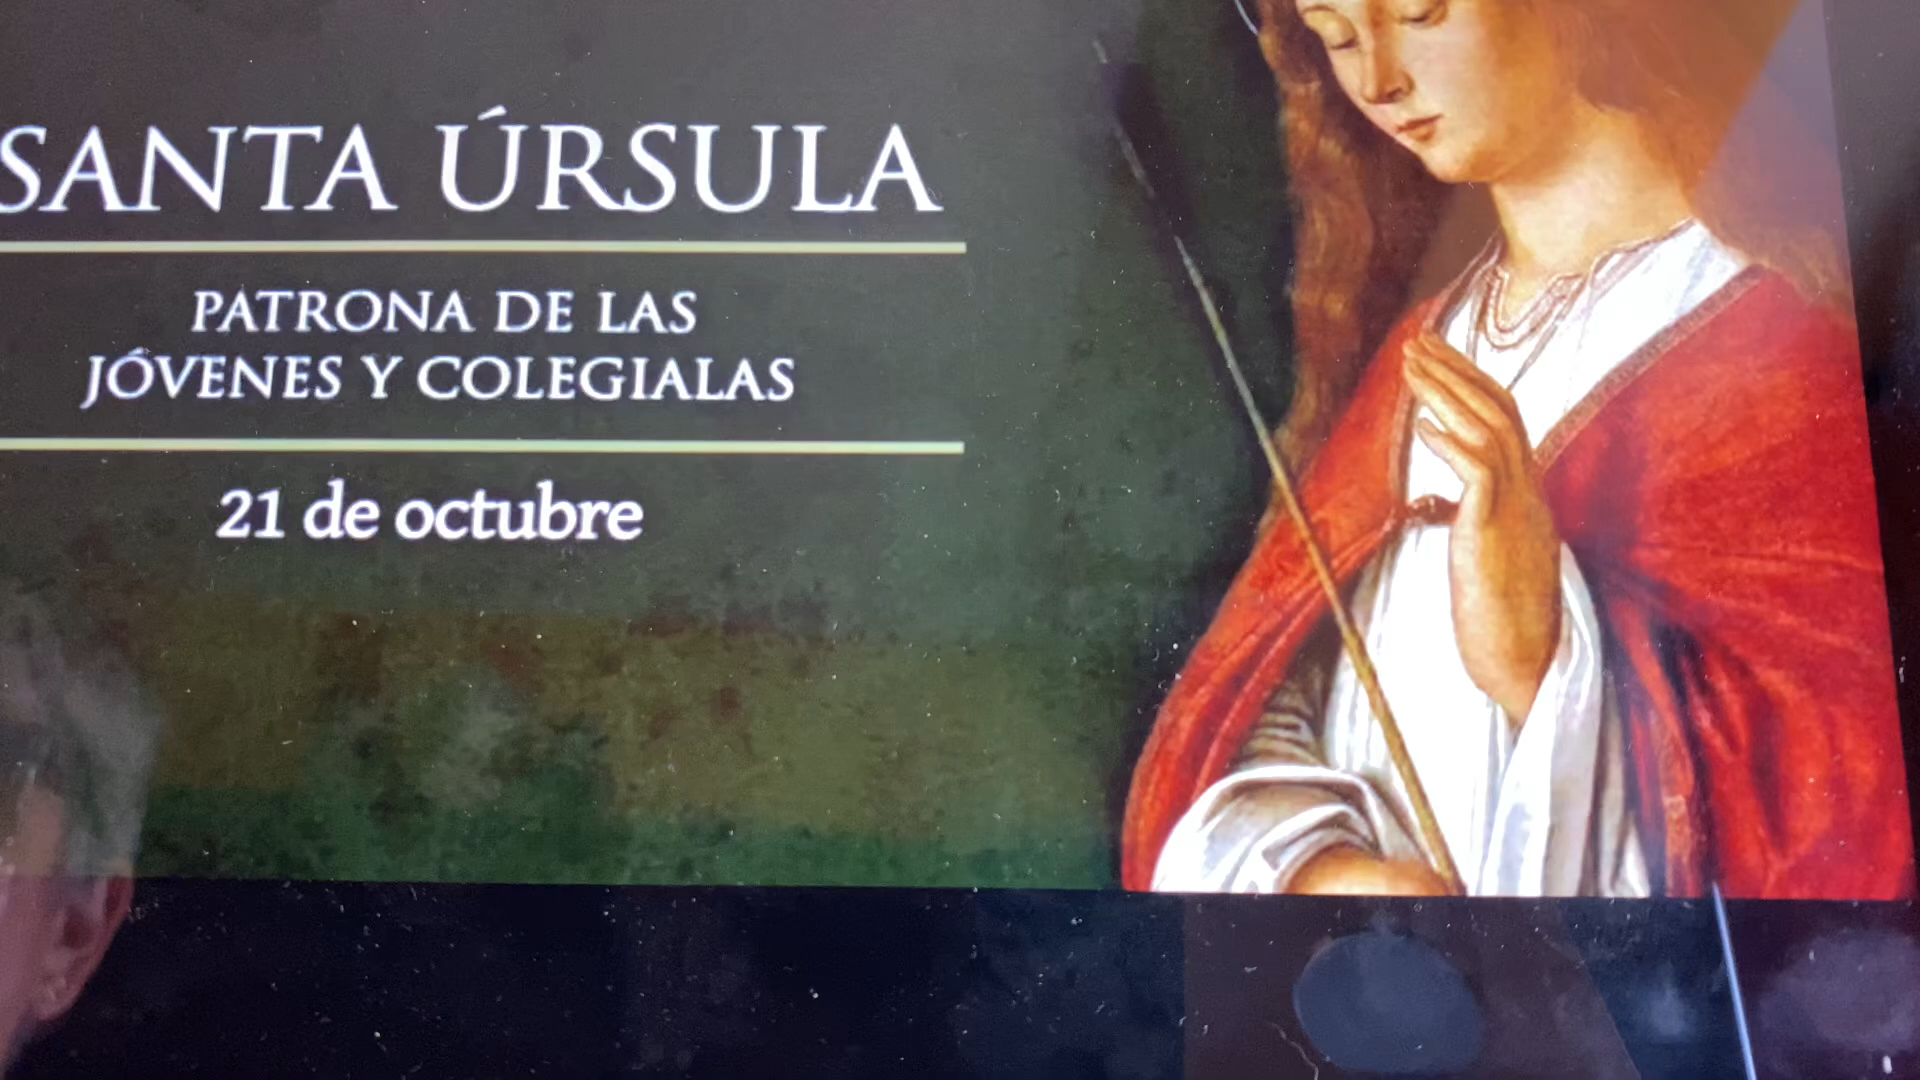 SANTA ÚRSULA
PATRONA DE LAS
JÓVENES Y COLEGIALAS
21 de octubre